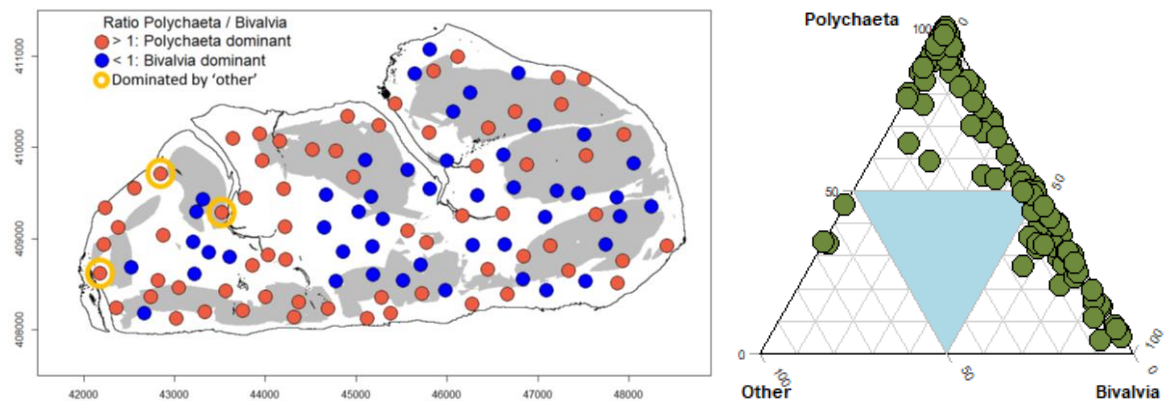 Ratio Polychaeta / Bivalvia
> 1: Polychaeta dominant
< 1: Bivalvia dominant
Dominated by ‘other’
411000
410000
409000
408000
42000 43000 44000 45000 46000 47000 48000
Polychaeta
100 0
50 50
0 100
100 50 0
Other Bivalvia